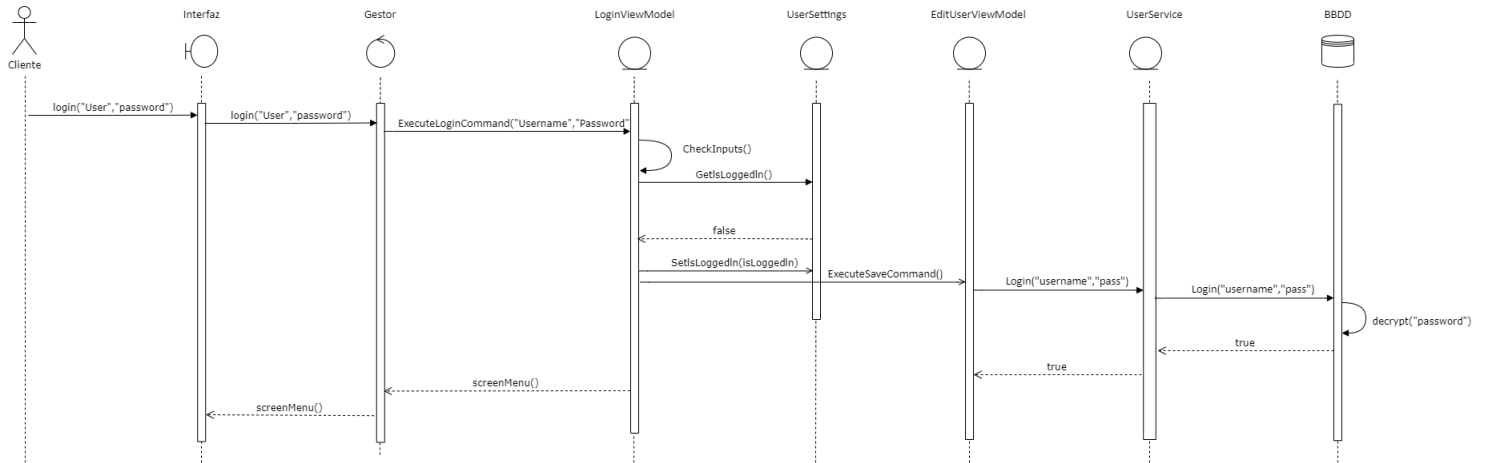 Interfaz
Gestor
LoginViewModel
UserSettings
EditUserViewModel
UserService
BBDD
Cliente
login("User","password")
login("User","password")
ExecuteLoginCommand("Username","Password"
CheckInputs()
GetIsLoggedIn()
false
SetIsLoggedIn(isLoggedIn)
ExecuteSaveCommand()
Login("username","pass")
Login("username","pass")
decrypt("password")
true
true
screenMenu()
screenMenu()